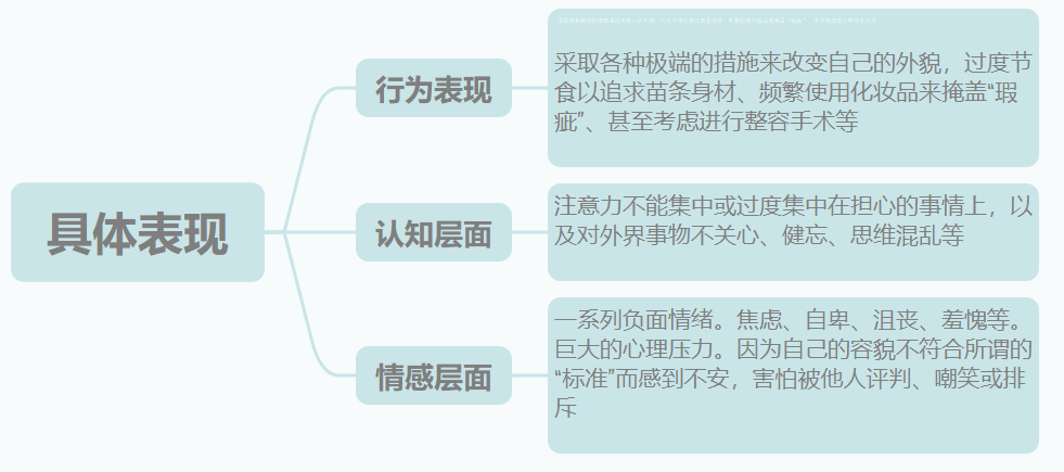 具体表现
行为表现
采取各种极端的措施来改变自己的外貌，过度节
食以追求苗条身材、频繁使用化妆品来掩盖“瑕
疵”、甚至考虑进行整容手术等
认知层面
注意力不能集中或过度集中在担心的事情上，以
及对外界事物不关心、健忘、思维混乱等
情感层面
一系列负面情绪。焦虑、自卑、沮丧、羞愧等。
巨大的心理压力。因为自己的容貌不符合所谓的
“标准”而感到不安，害怕被他人评判、嘲笑或排
斥